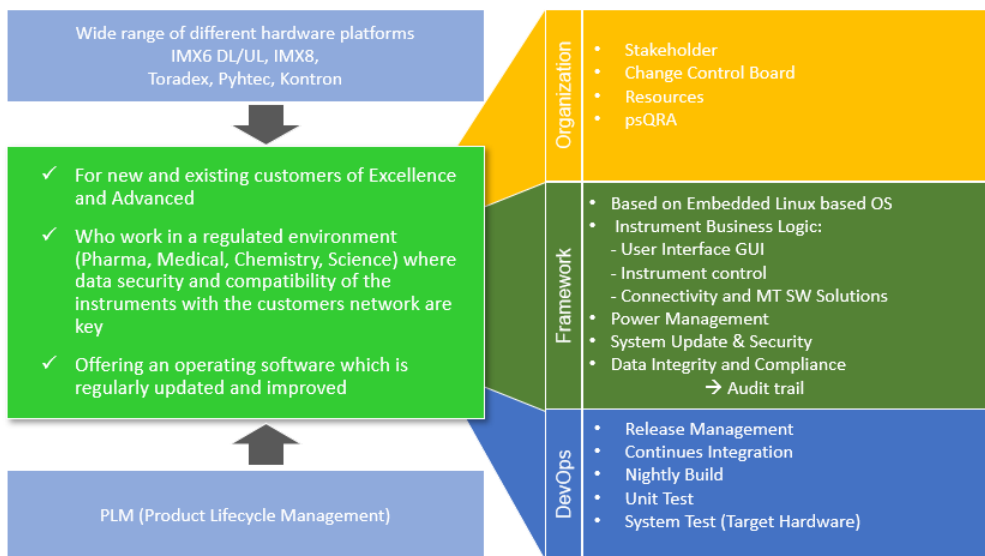 Wide range of different hardware platforms
IMX6 DL/UL, IMX8,
Toradex, Pyhtec, Kontron
✓ For new and existing customers of Excellence
and Advanced
✓ Who work in a regulated environment
(Pharma, Medical, Chemistry, Science) where
data security and compatibility of the
instruments with the customers network are
key
✓ Offering an operating software which is
regularly updated and improved
PLM (Product Lifecycle Management)
Organization
• Stakeholder
• Change Control Board
• Resources
• psQRA
Framework
• Based on Embedded Linux based OS
• Instrument Business Logic:
- User Interface GUI
- Instrument control
- Connectivity and MT SW Solutions
• Power Management
• System Update & Security
• Data Integrity and Compliance
→ Audit trail
DevOps
• Release Management
• Continues Integration
• Nightly Build
• Unit Test
• System Test (Target Hardware)